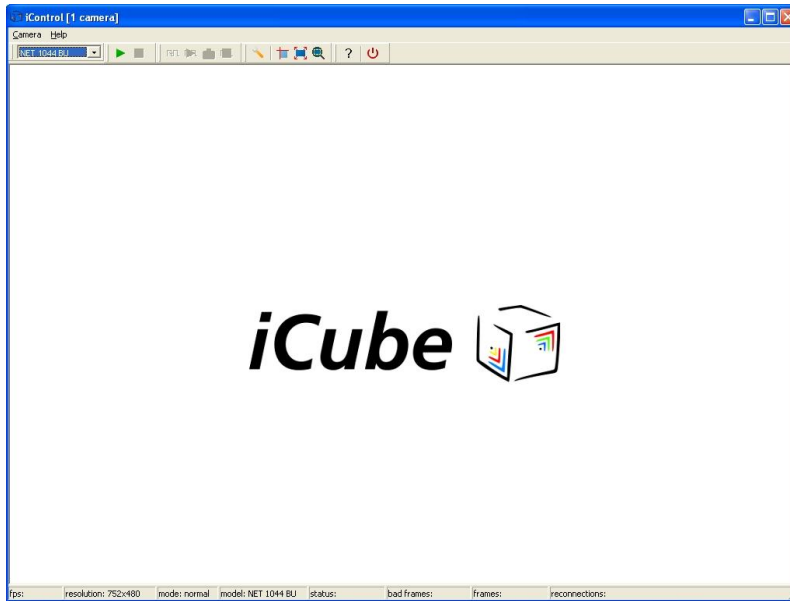 iControl [1 camera]
Camera Help
NET 1044 BU
?
iCube
fps: resolution: 752x480 mode: normal model: NET 1044 BU status: bad frames: frames: reconnections: